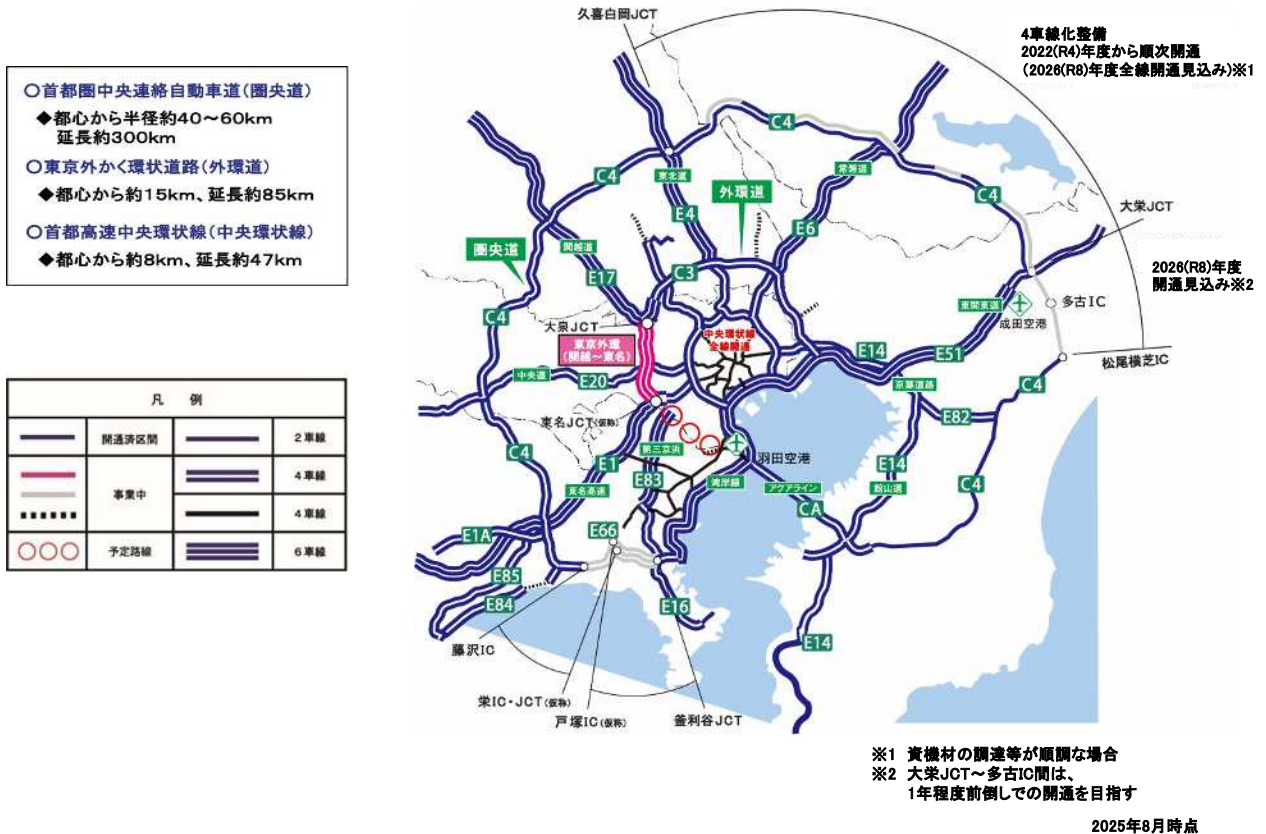 ○首都圏中央連絡自動車道(圏央道)
◆都心から半径約40～60km
延長約300km
○東京外かく環状道路(外環道)
◆都心から約15km、延長約85km
○首都高速中央環状線(中央環状線)
◆都心から約8km、延長約47km
凡 例
開通済区間
2車線
事業中
4車線
4車線
予定路線
6車線
久喜白岡JCT
4車線化整備
2022(R4)年度から順次開通
(2026(R8)年度全線開通見込み)※1
C4
C4
東北道
常磐道
外環道
C4
大栄JCT
E4
E6
圏央道
関越道
E17
C3
2026(R8)年度
開通見込み※2
東関東道
多古IC
成田空港
C4
大泉JCT
中央環状線
全線開通
東京外環
(関越～東名)
E14
E51
松尾横芝IC
中央道
E20
京葉道路
C4
E82
東名JCT(仮称)
C4
第三京浜
羽田空港
E1
E83
湾岸線
アクアライン
E14
館山道
C4
東名高速
CA
E1A
E66
E85
E84
E16
E14
藤沢IC
栄IC・JCT(仮称)
戸塚IC(仮称)
釜利谷JCT
※1 資機材の調達等が順調な場合
※2 大栄JCT～多古IC間は、
1年程度前倒しでの開通を目指す
2025年8月時点